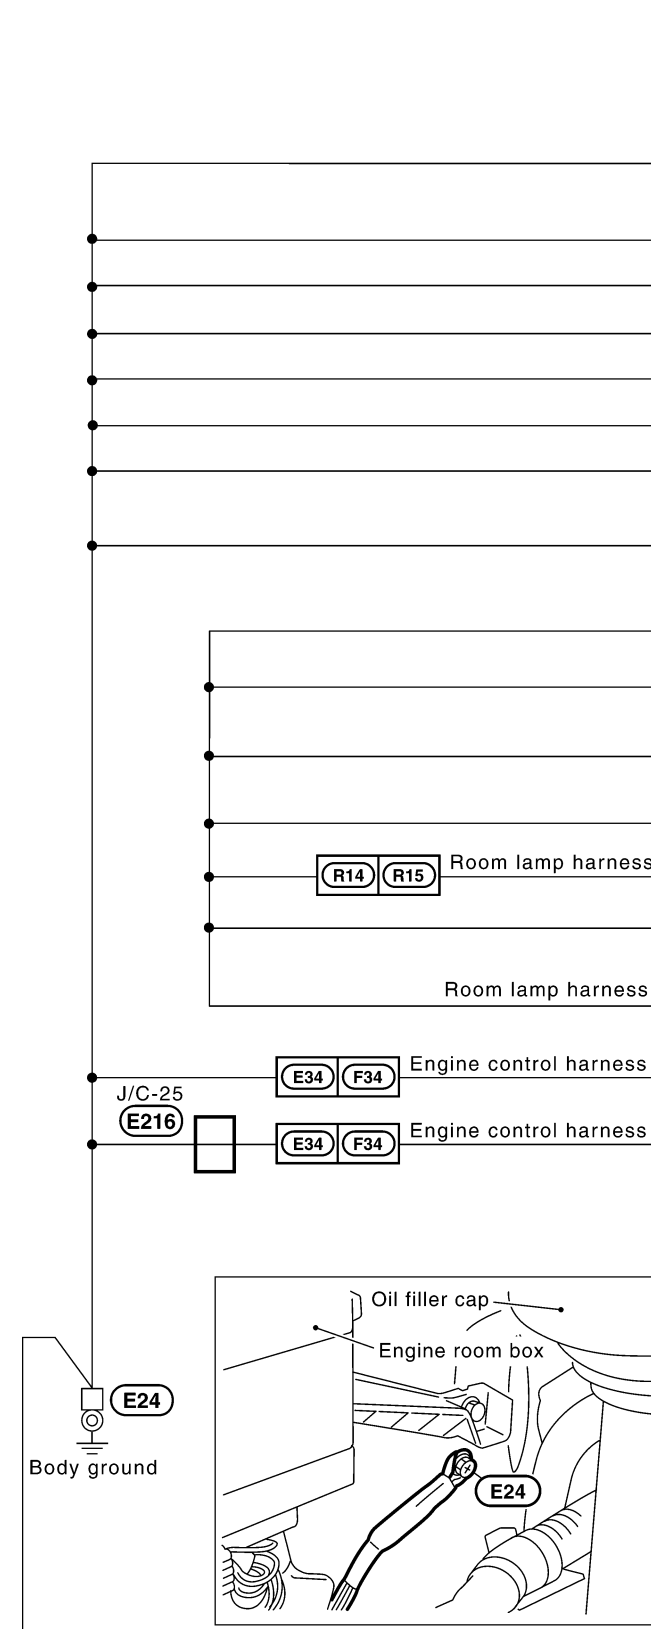 R14 R15 Room lamp harness
Room lamp harness
E34 F34 Engine control harness
J/C-25
E216
E34 F34 Engine control harness
Oil filler cap
Engine room box
E24
Body ground
E24